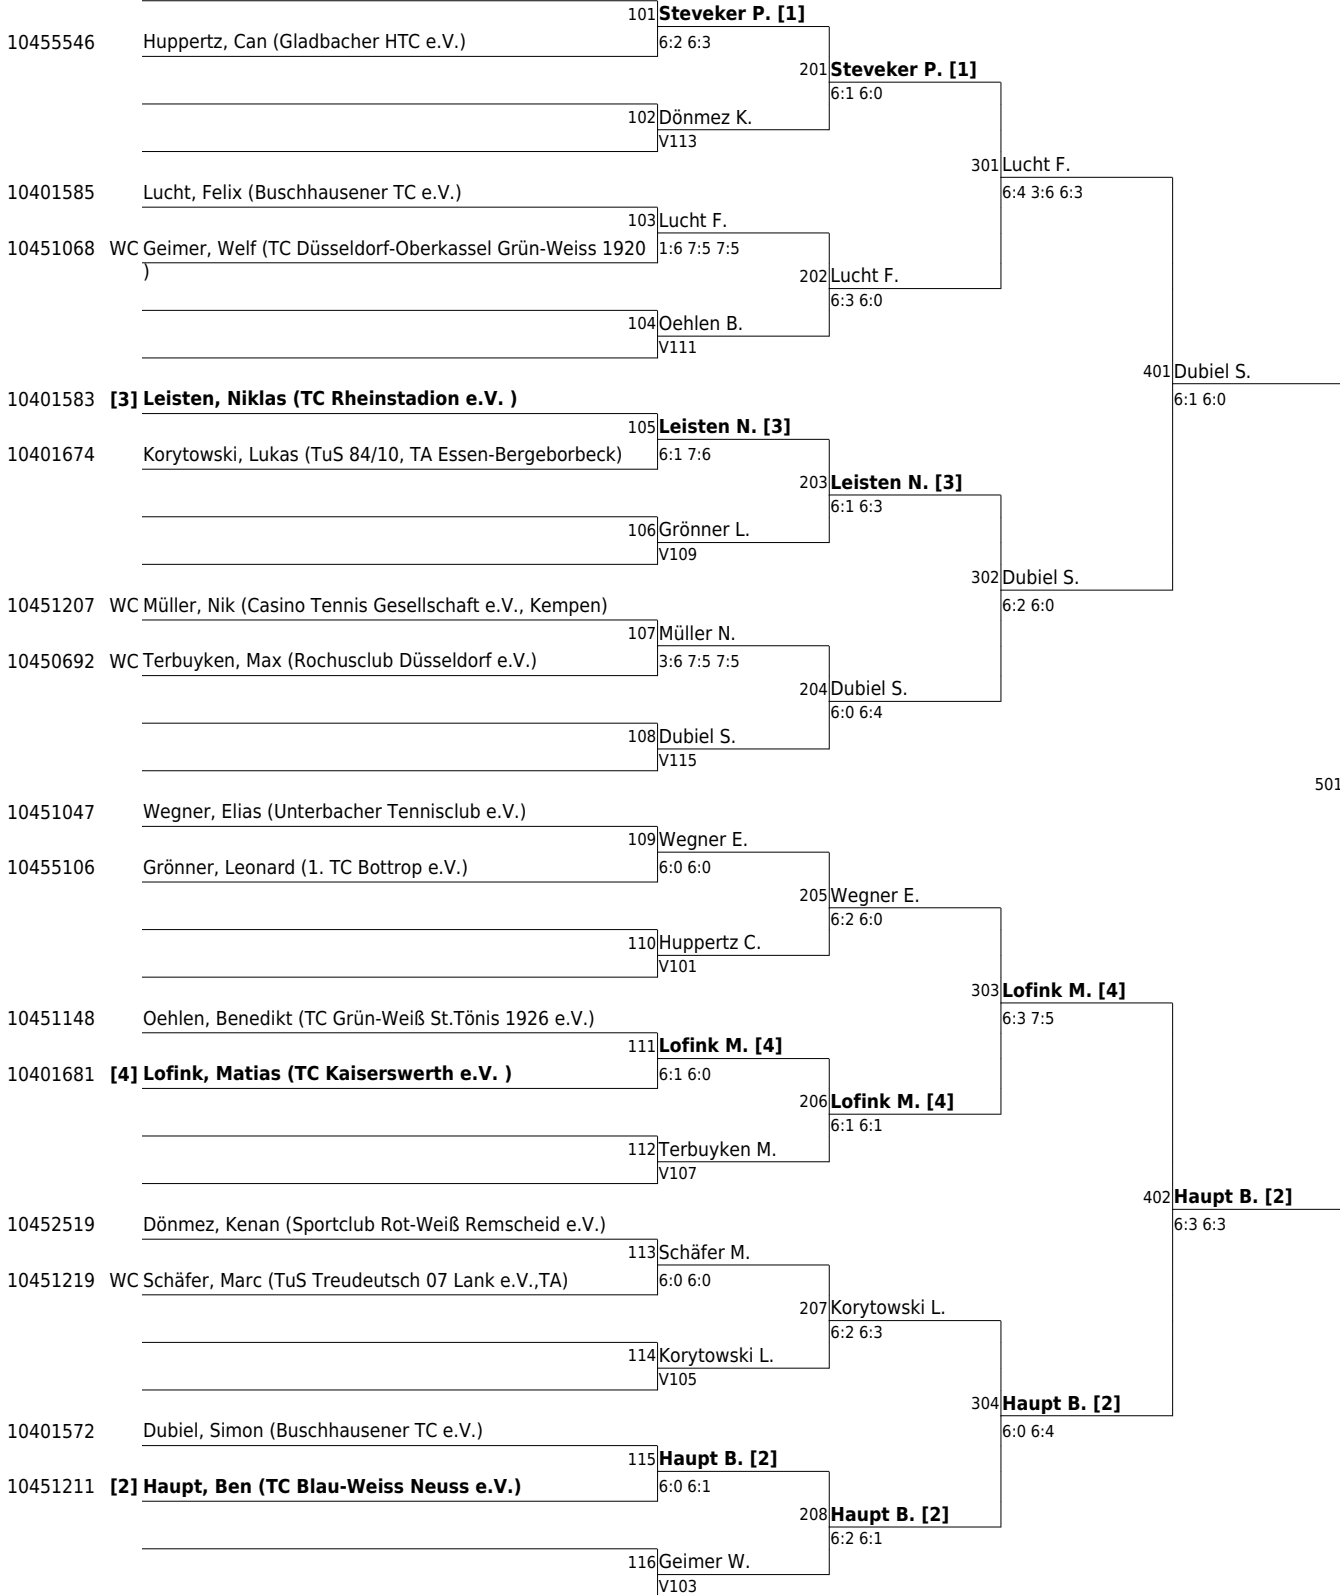 101 Steveker P. [1]
10455546 Huppertz, Can (Gladbacher HTC e.V.) 6:2 6:3
201 Steveker P. [1]
6:1 6:0
102 Dönmez K.
V113
301 Lucht F.
10401585 Lucht, Felix (Buschhausener TC e.V.) 6:4 3:6 6:3
103 Lucht F.
10451068 WC Geimer, Welf (TC Düsseldorf-Oberkassel Grün-Weiss 1920 1:6 7:5 7:5
)
202 Lucht F.
6:3 6:0
104 Oehlen B.
V111
401 Dubiel S.
10401583 [3] Leisten, Niklas (TC Rheinstadion e.V. ) 6:1 6:0
105 Leisten N. [3]
10401674 Korytowski, Lukas (TuS 84/10, TA Essen-Bergeborbeck) 6:1 7:6
203 Leisten N. [3]
6:1 6:3
106 Grönner L.
V109
302 Dubiel S.
10451207 WC Müller, Nik (Casino Tennis Gesellschaft e.V., Kempen) 6:2 6:0
107 Müller N.
10450692 WC Terbuyken, Max (Rochusclub Düsseldorf e.V.) 3:6 7:5 7:5
204 Dubiel S.
6:0 6:4
108 Dubiel S.
V115
501
10451047 Wegner, Elias (Unterbacher Tennisclub e.V.)
109 Wegner E.
10455106 Grönner, Leonard (1. TC Bottrop e.V.) 6:0 6:0
205 Wegner E.
6:2 6:0
110 Huppertz C.
V101
303 Lofink M. [4]
10451148 Oehlen, Benedikt (TC Grün-Weiß St.Tönis 1926 e.V.) 6:3 7:5
111 Lofink M. [4]
10401681 [4] Lofink, Matias (TC Kaiserswerth e.V. ) 6:1 6:0
206 Lofink M. [4]
6:1 6:1
112 Terbuyken M.
V107
402 Haupt B. [2]
10452519 Dönmez, Kenan (Sportclub Rot-Weiß Remscheid e.V.) 6:3 6:3
113 Schäfer M.
10451219 WC Schäfer, Marc (TuS Treudeutsch 07 Lank e.V.,TA) 6:0 6:0
207 Korytowski L.
6:2 6:3
114 Korytowski L.
V105
304 Haupt B. [2]
10401572 Dubiel, Simon (Buschhausener TC e.V.) 6:0 6:4
115 Haupt B. [2]
10451211 [2] Haupt, Ben (TC Blau-Weiss Neuss e.V.) 6:0 6:1
208 Haupt B. [2]
6:2 6:1
116 Geimer W.
V103